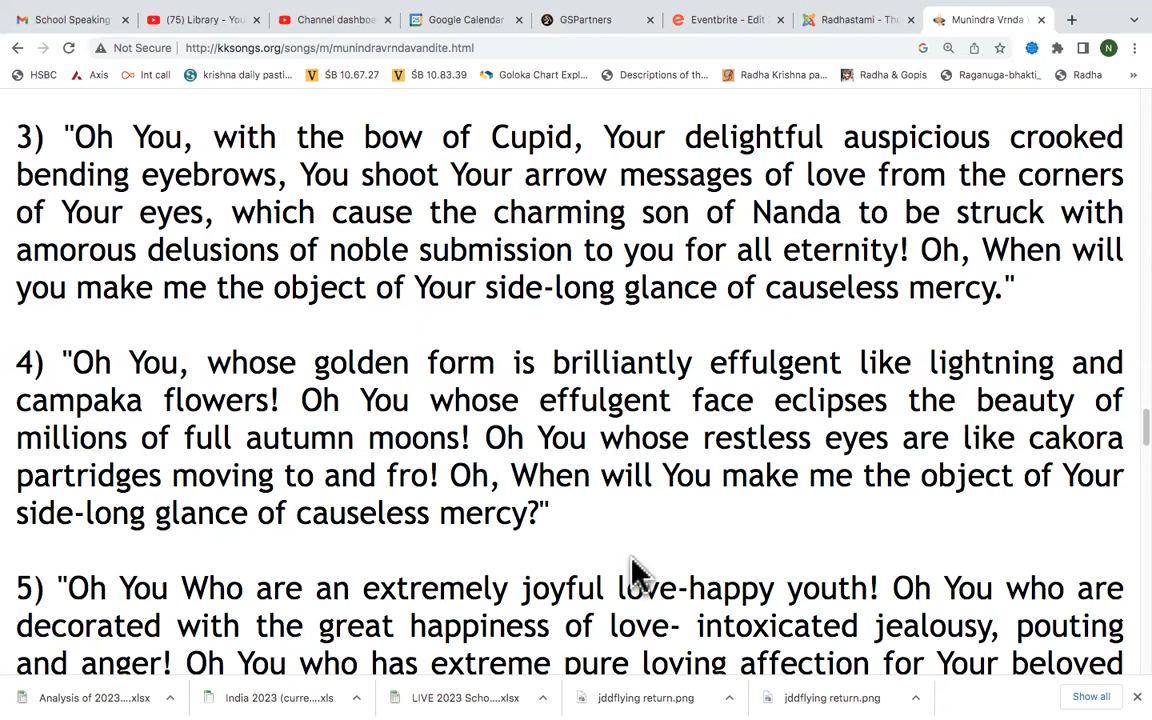 School Speaking
(75) Library - You
Channel dashboa
Google Calendar
GSPartners
Eventbrite - Edit
Radhastami - The
Munindra Vrnda
Not Secure | http://kksongs.org/songs/m/munindravrndavandite.html
N
HSBC
Axis
Int call
krishna daily pasti...
ŚB 10.67.27
ŚB 10.83.39
Goloka Chart Expl...
Descriptions of th...
Radha Krishna pa...
Radha & Gopis
Raganuga-bhakti_
Radha
»
3) "Oh You, with the bow of Cupid, Your delightful auspicious crooked
bending eyebrows, You shoot Your arrow messages of love from the corners
of Your eyes, which cause the charming son of Nanda to be struck with
amorous delusions of noble submission to you for all eternity! Oh, When will
you make me the object of Your side-long glance of causeless mercy."
4) "Oh You, whose golden form is brilliantly effulgent like lightning and
campaka flowers! Oh You whose effulgent face eclipses the beauty of
millions of full autumn moons! Oh You whose restless eyes are like cakora
partridges moving to and fro! Oh, When will You make me the object of Your
side-long glance of causeless mercy?"
5) "Oh You Who are an extremely joyful love-happy youth! Oh You who are
decorated with the great happiness of love- intoxicated jealousy, pouting
and anger! Oh You who has extreme pure loving affection for Your beloved
Analysis of 2023....xlsx
India 2023 (curre....xls
LIVE 2023 Scho....xlsx
jddflying return.png
jddflying return.png
Show all